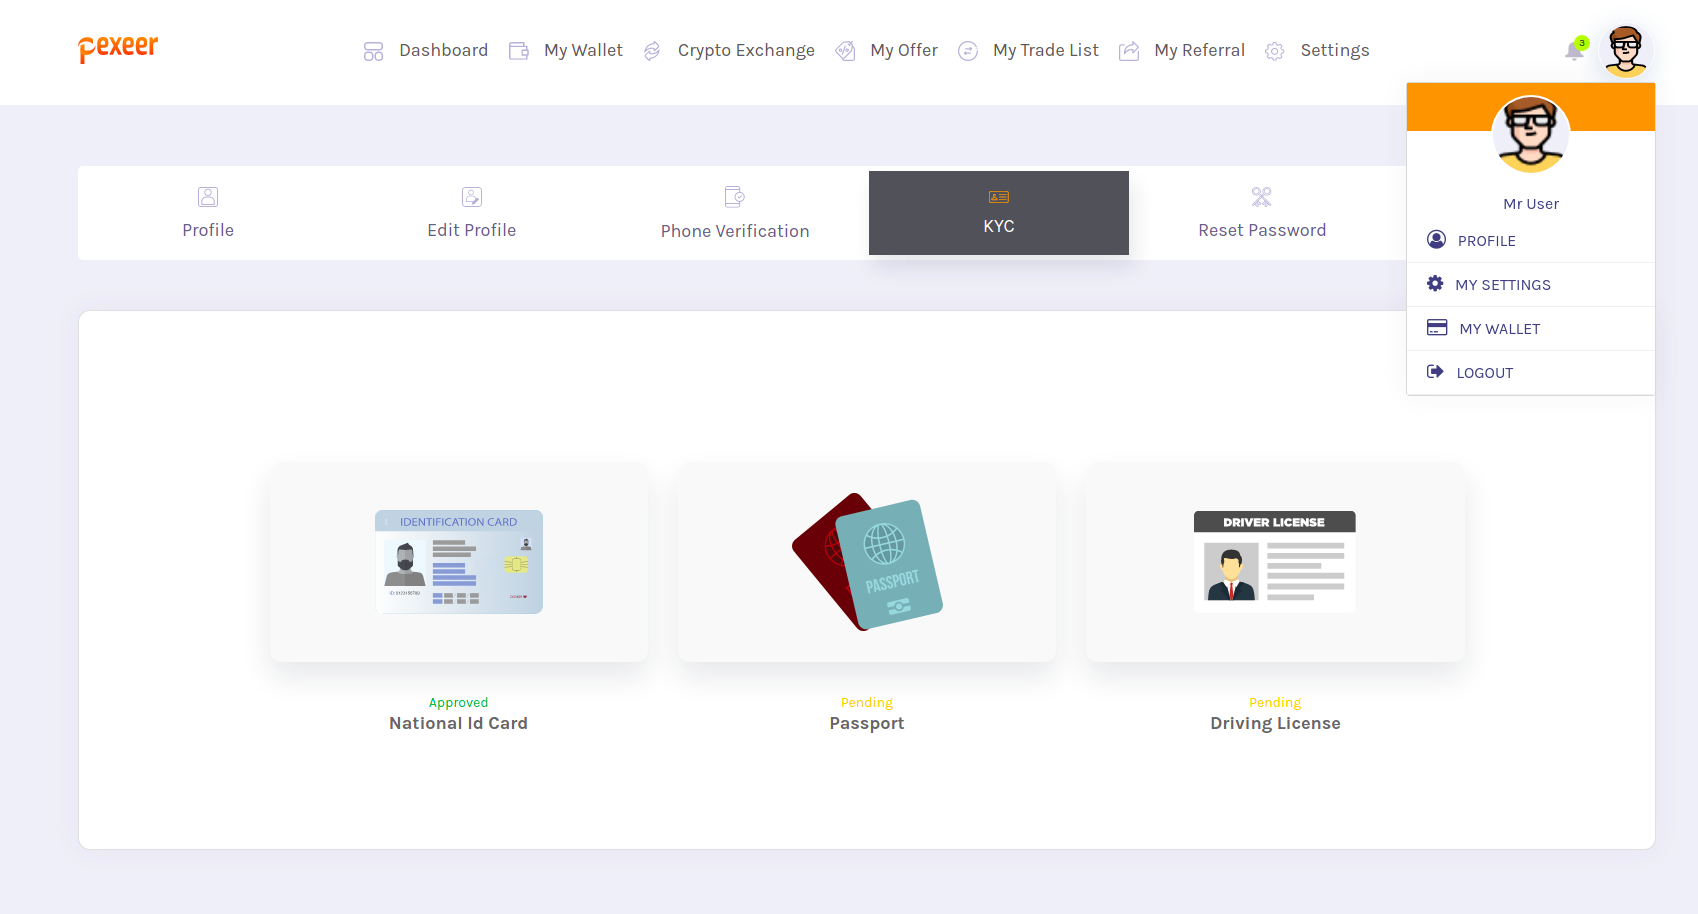 Pexeer
Dashboard My Wallet Crypto Exchange My Offer My Trade List My Referral Settings
3
Profile Edit Profile Phone Verification KYC Reset Password
Mr User
PROFILE
MY SETTINGS
MY WALLET
LOGOUT
IDENTIFICATION CARD
PASSPORT
DRIVER LICENSE
Approved
National Id Card
Pending
Passport
Pending
Driving License